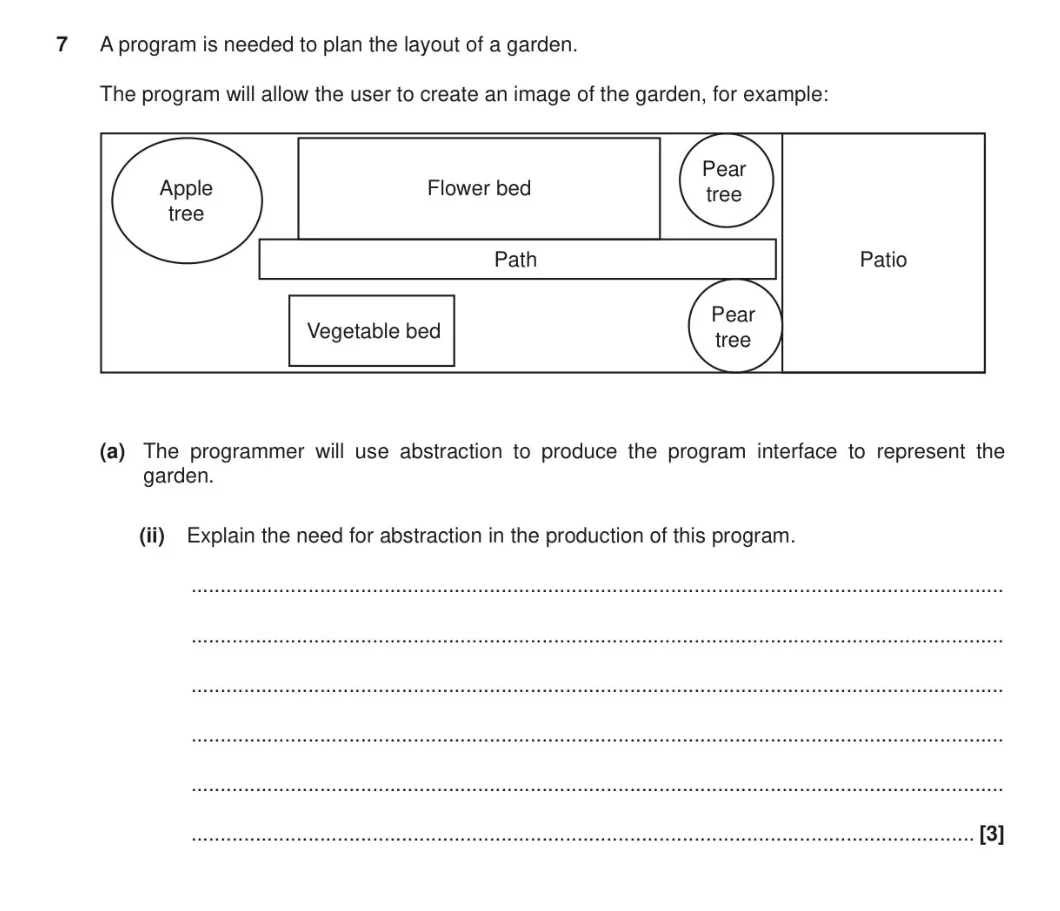 7 A program is needed to plan the layout of a garden.
The program will allow the user to create an image of the garden, for example:
Apple
tree
Flower bed
Pear
tree
Path
Patio
Vegetable bed
Pear
tree
(a) The programmer will use abstraction to produce the program interface to represent the
garden.
(ii) Explain the need for abstraction in the production of this program.
[3]